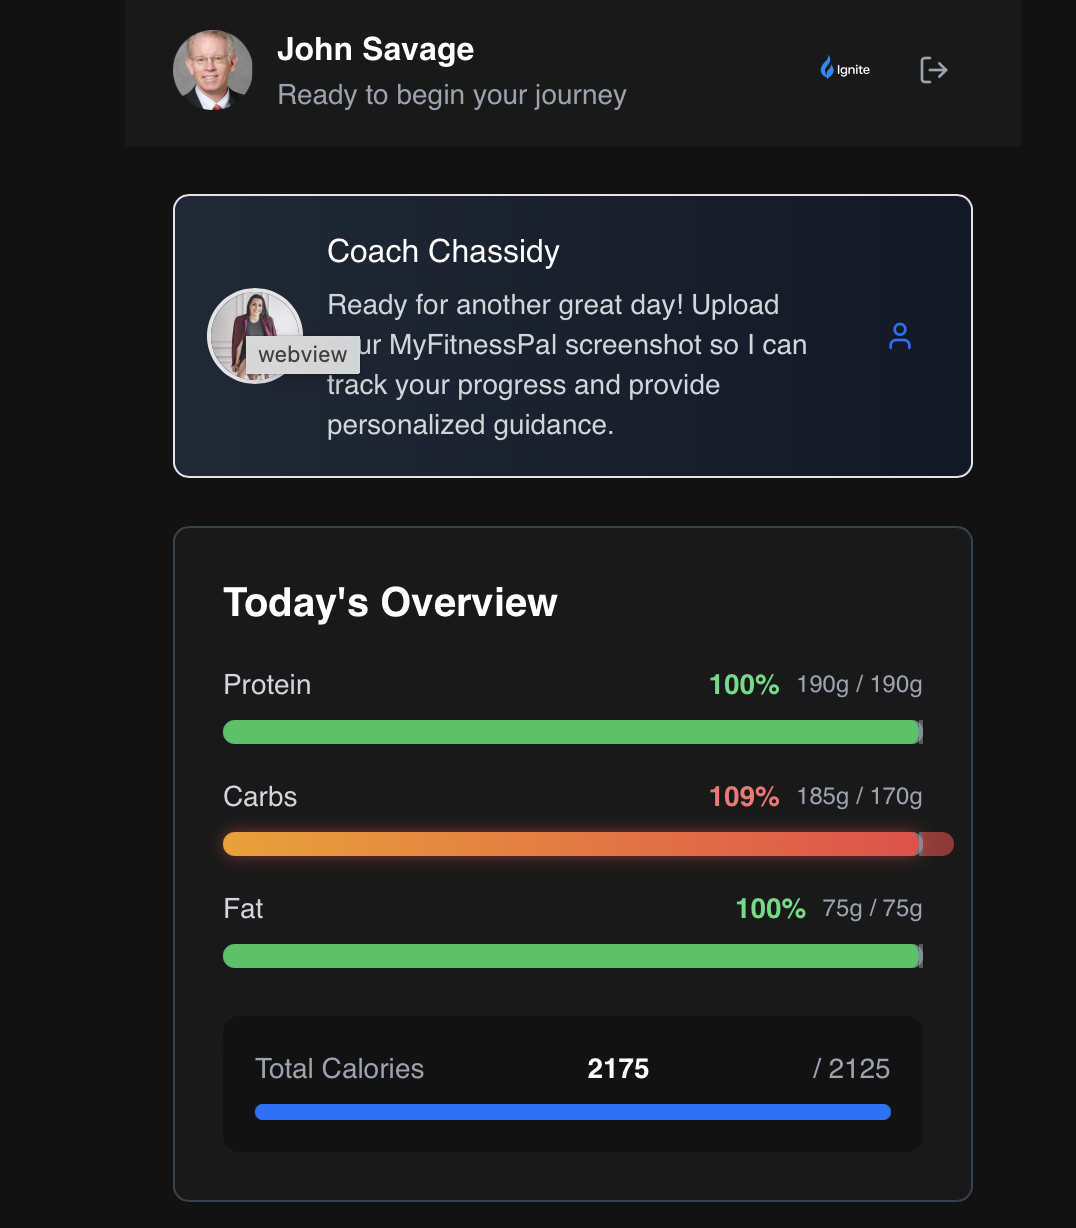 John Savage
Ready to begin your journey
Ignite
Coach Chassidy
Ready for another great day! Upload
webview
ur MyFitnessPal screenshot so I can
track your progress and provide
personalized guidance.
Today's Overview
Protein 100% 190g / 190g
Carbs 109% 185g / 170g
Fat 100% 75g / 75g
Total Calories 2175 / 2125